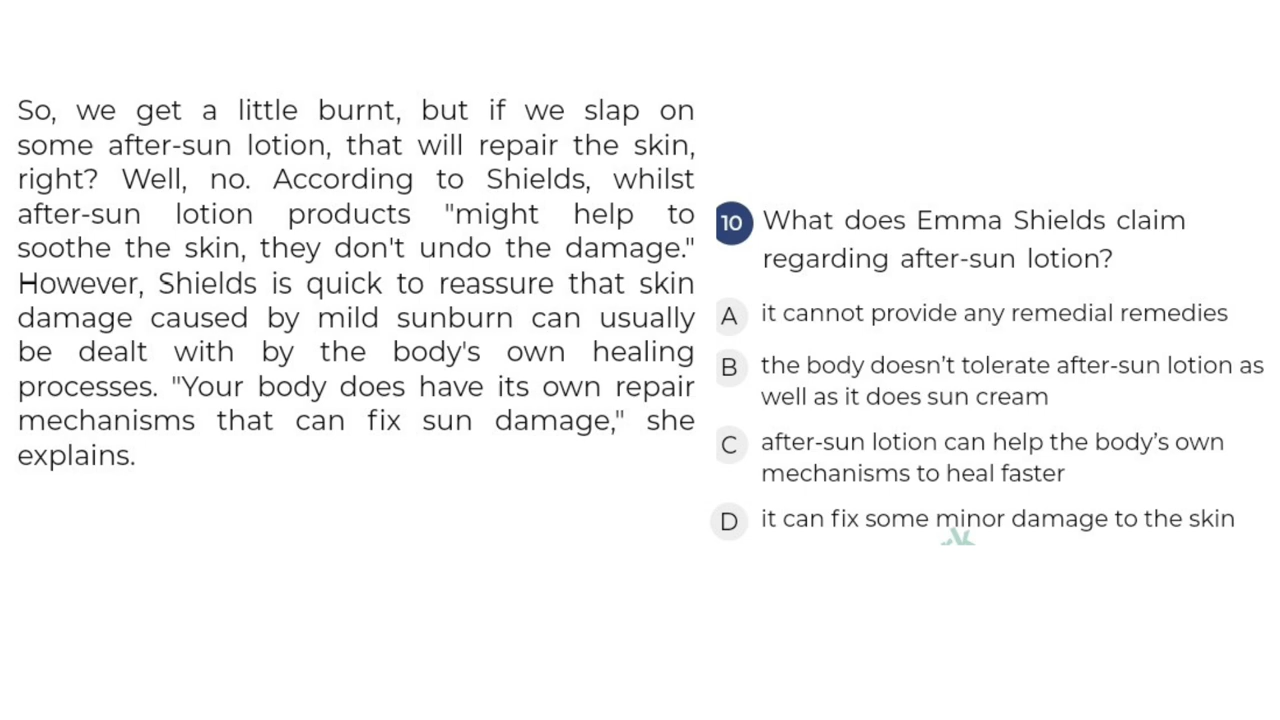 So, we get a little burnt, but if we slap on
some after-sun lotion, that will repair the skin,
right? Well, no. According to Shields, whilst
after-sun lotion products "might help to
soothe the skin, they don't undo the damage."
However, Shields is quick to reassure that skin
damage caused by mild sunburn can usually
be dealt with by the body's own healing
processes. "Your body does have its own repair
mechanisms that can fix sun damage," she
explains.
10 What does Emma Shields claim
regarding after-sun lotion?
A it cannot provide any remedial remedies
B the body doesn’t tolerate after-sun lotion as
well as it does sun cream
C after-sun lotion can help the body’s own
mechanisms to heal faster
D it can fix some minor damage to the skin